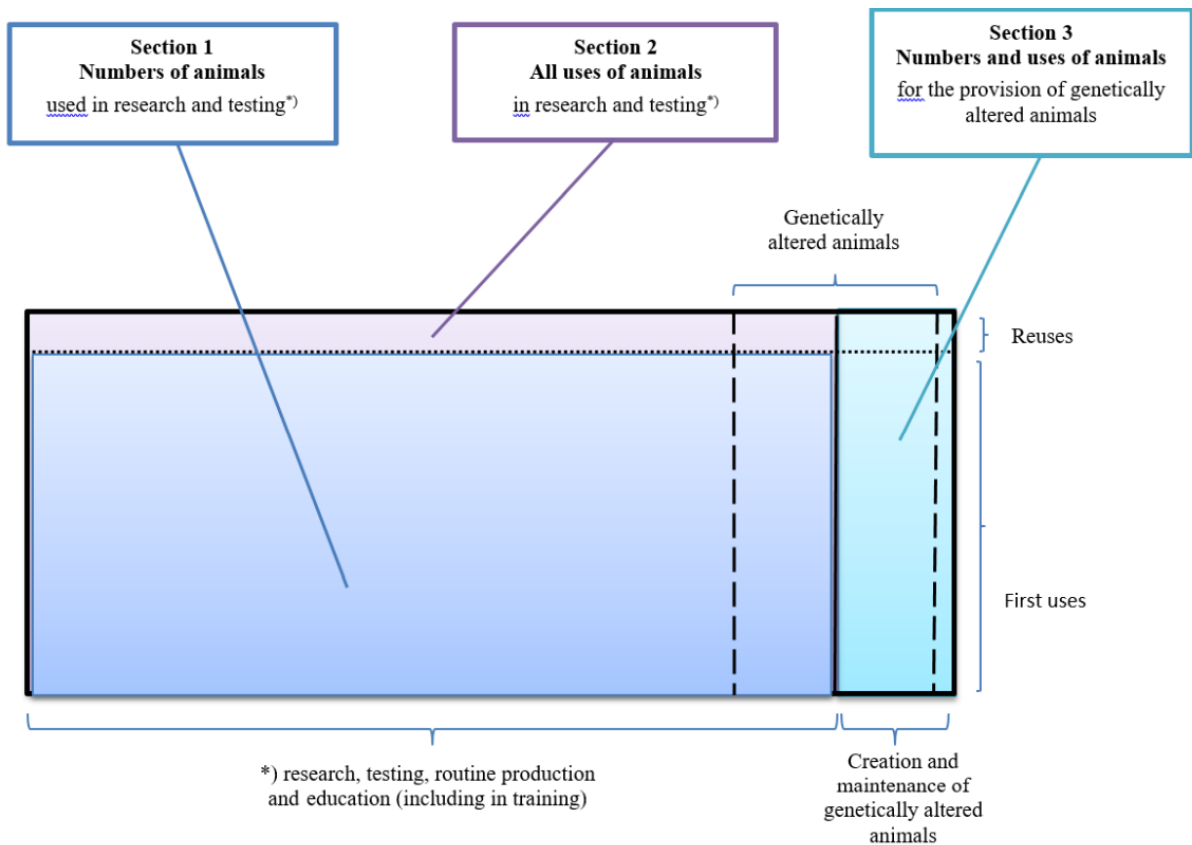 Section 1
Numbers of animals
used in research and testing*)
Section 2
All uses of animals
in research and testing*)
Section 3
Numbers and uses of animals
for the provision of genetically
altered animals
Genetically
altered animals
Reuses
First uses
*) research, testing, routine production
and education (including in training)
Creation and
maintenance of
genetically altered
animals